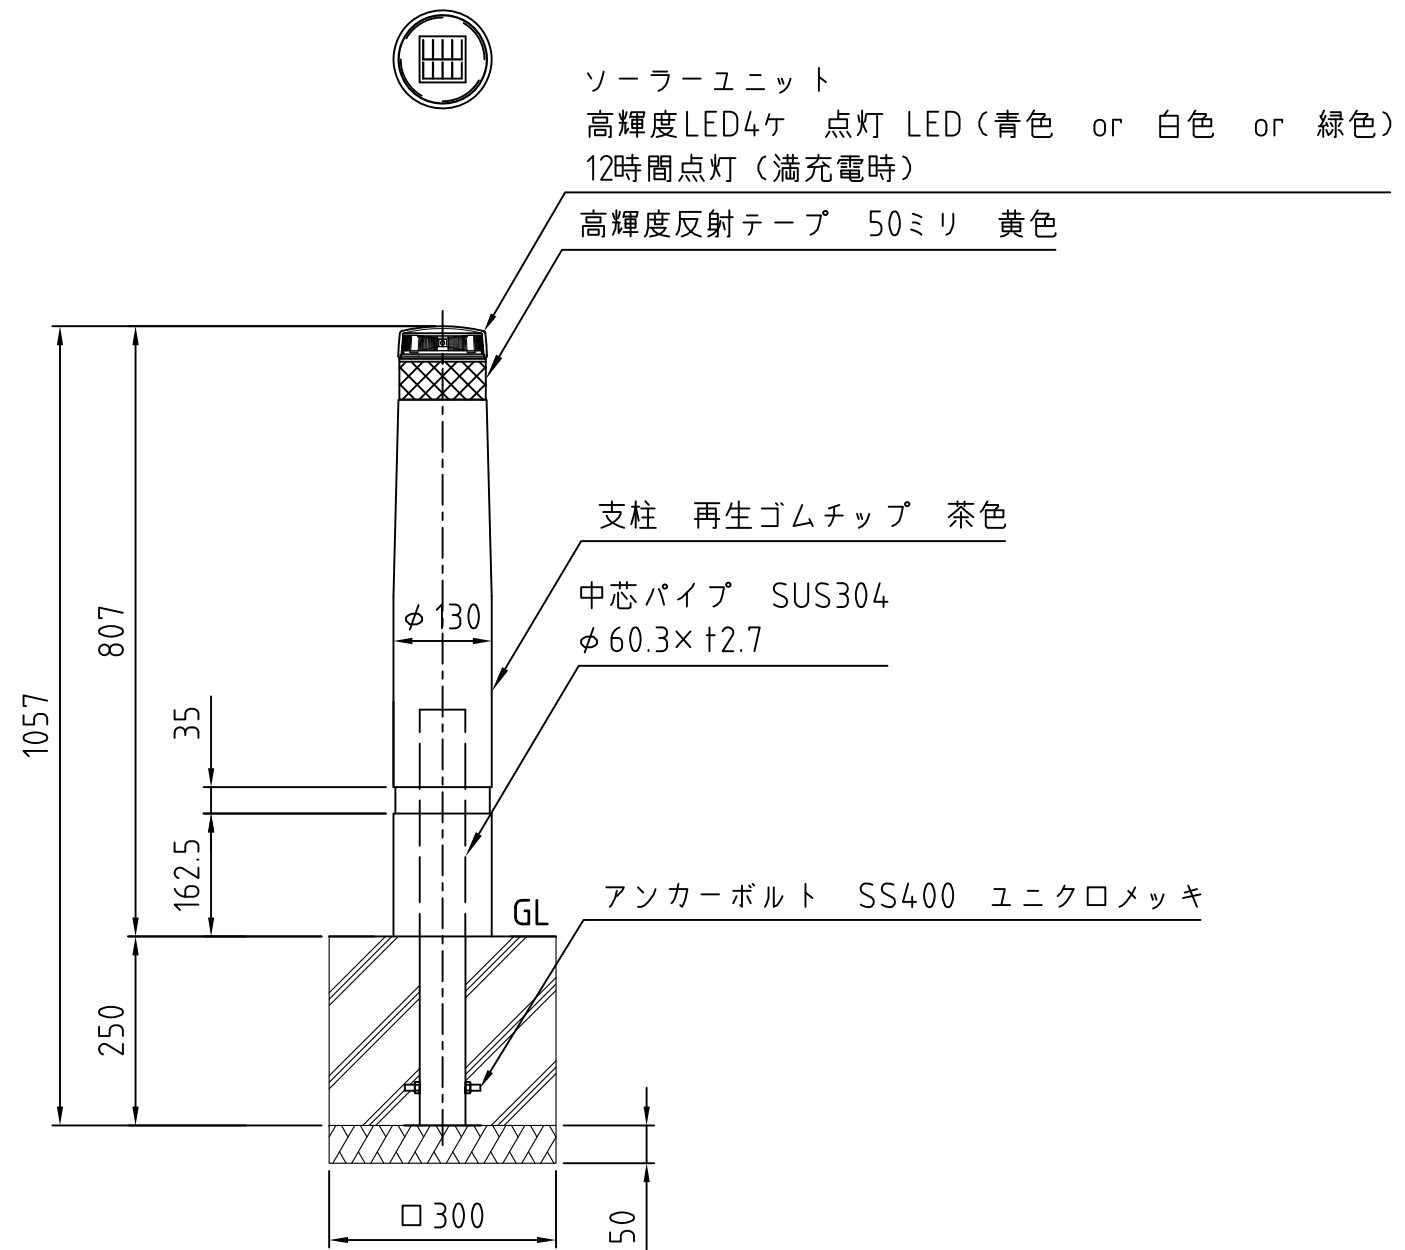 ソーラーユニット
高輝度LED4ケ　点灯 LED（青色　or　白色　or　緑色）
12時間点灯（満充電時）
高輝度反射テープ　50ミリ　黄色
支柱　再生ゴムチップ　茶色
中芯パイプ　SUS304
φ60.3×t2.7
φ130
807
1057
35
162.5
アンカーボルト　SS400　ユニクロメッキ
GL
250
□300
50